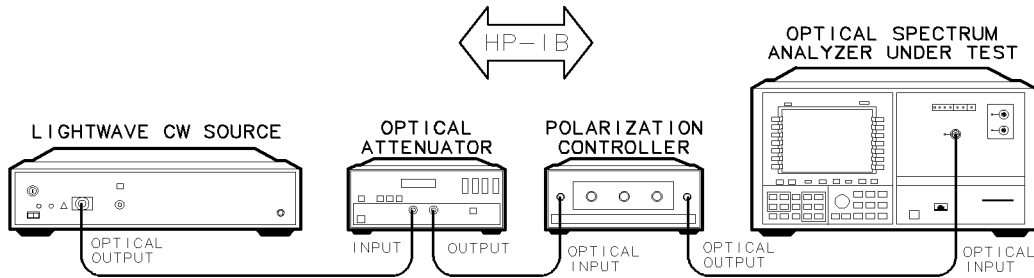 HP-IB
OPTICAL SPECTRUM
ANALYZER UNDER TEST
LIGHTWAVE CW SOURCE
OPTICAL
ATTENUATOR
POLARIZATION
CONTROLLER
OPTICAL
OUTPUT
INPUT
OUTPUT
OPTICAL
INPUT
OPTICAL
OUTPUT
OPTICAL
INPUT